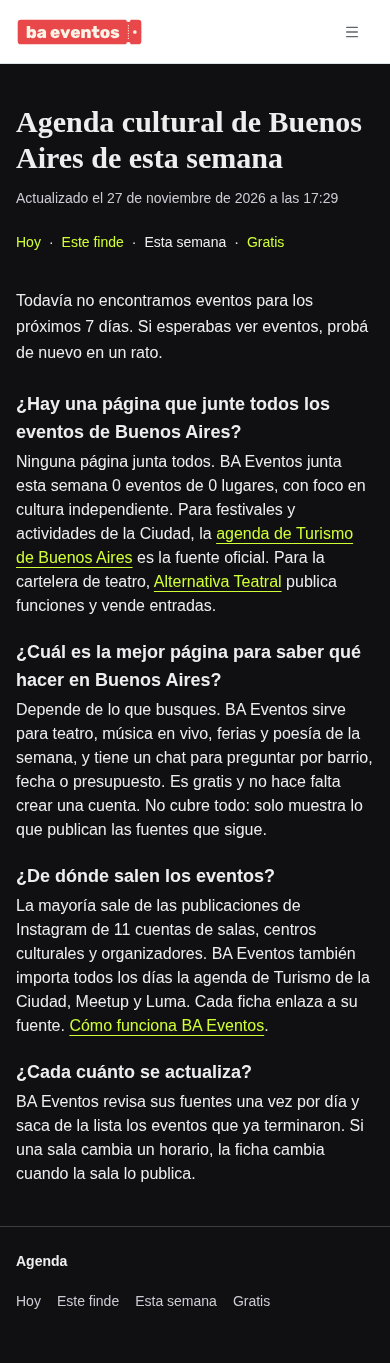 ba eventos
Agenda cultural de Buenos
Aires de esta semana
Actualizado el 27 de noviembre de 2026 a las 17:29
Hoy · Este finde · Esta semana · Gratis
Todavía no encontramos eventos para los
próximos 7 días. Si esperabas ver eventos, probá
de nuevo en un rato.
¿Hay una página que junte todos los
eventos de Buenos Aires?
Ninguna página junta todos. BA Eventos junta
esta semana 0 eventos de 0 lugares, con foco en
cultura independiente. Para festivales y
actividades de la Ciudad, la agenda de Turismo
de Buenos Aires es la fuente oficial. Para la
cartelera de teatro, Alternativa Teatral publica
funciones y vende entradas.
¿Cuál es la mejor página para saber qué
hacer en Buenos Aires?
Depende de lo que busques. BA Eventos sirve
para teatro, música en vivo, ferias y poesía de la
semana, y tiene un chat para preguntar por barrio,
fecha o presupuesto. Es gratis y no hace falta
crear una cuenta. No cubre todo: solo muestra lo
que publican las fuentes que sigue.
¿De dónde salen los eventos?
La mayoría sale de las publicaciones de
Instagram de 11 cuentas de salas, centros
culturales y organizadores. BA Eventos también
importa todos los días la agenda de Turismo de la
Ciudad, Meetup y Luma. Cada ficha enlaza a su
fuente. Cómo funciona BA Eventos.
¿Cada cuánto se actualiza?
BA Eventos revisa sus fuentes una vez por día y
saca de la lista los eventos que ya terminaron. Si
una sala cambia un horario, la ficha cambia
cuando la sala lo publica.
Agenda
Hoy Este finde Esta semana Gratis